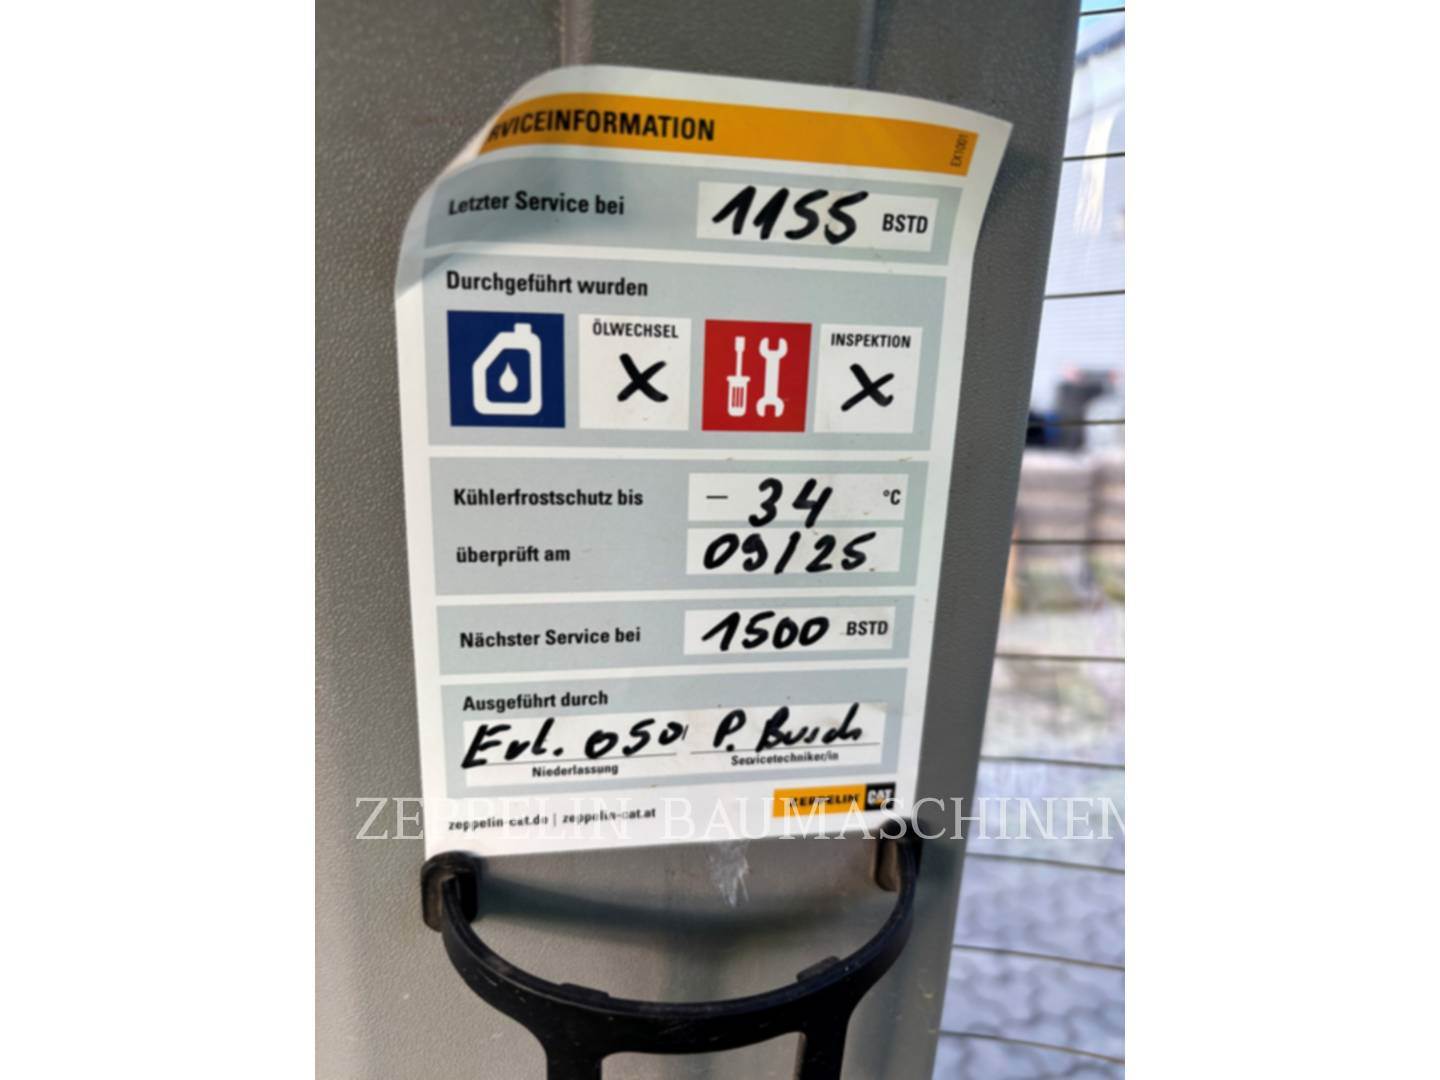 RVICEINFORMATION
EX1001
Letzter Service bei 1155 BSTD
Durchgeführt wurden
ÖLWECHSEL X INSPEKTION X
Kühlerfrostschutz bis - 34 °C
überprüft am 09/25
Nächster Service bei 1500 BSTD
Ausgeführt durch
050 P. Busch
Niederlassung Servicetechniker/in
ZEPPELIN CAT
zeppelin-cat.de | zeppelin-cat.at
ZEPPELIN BAUMASCHINEN